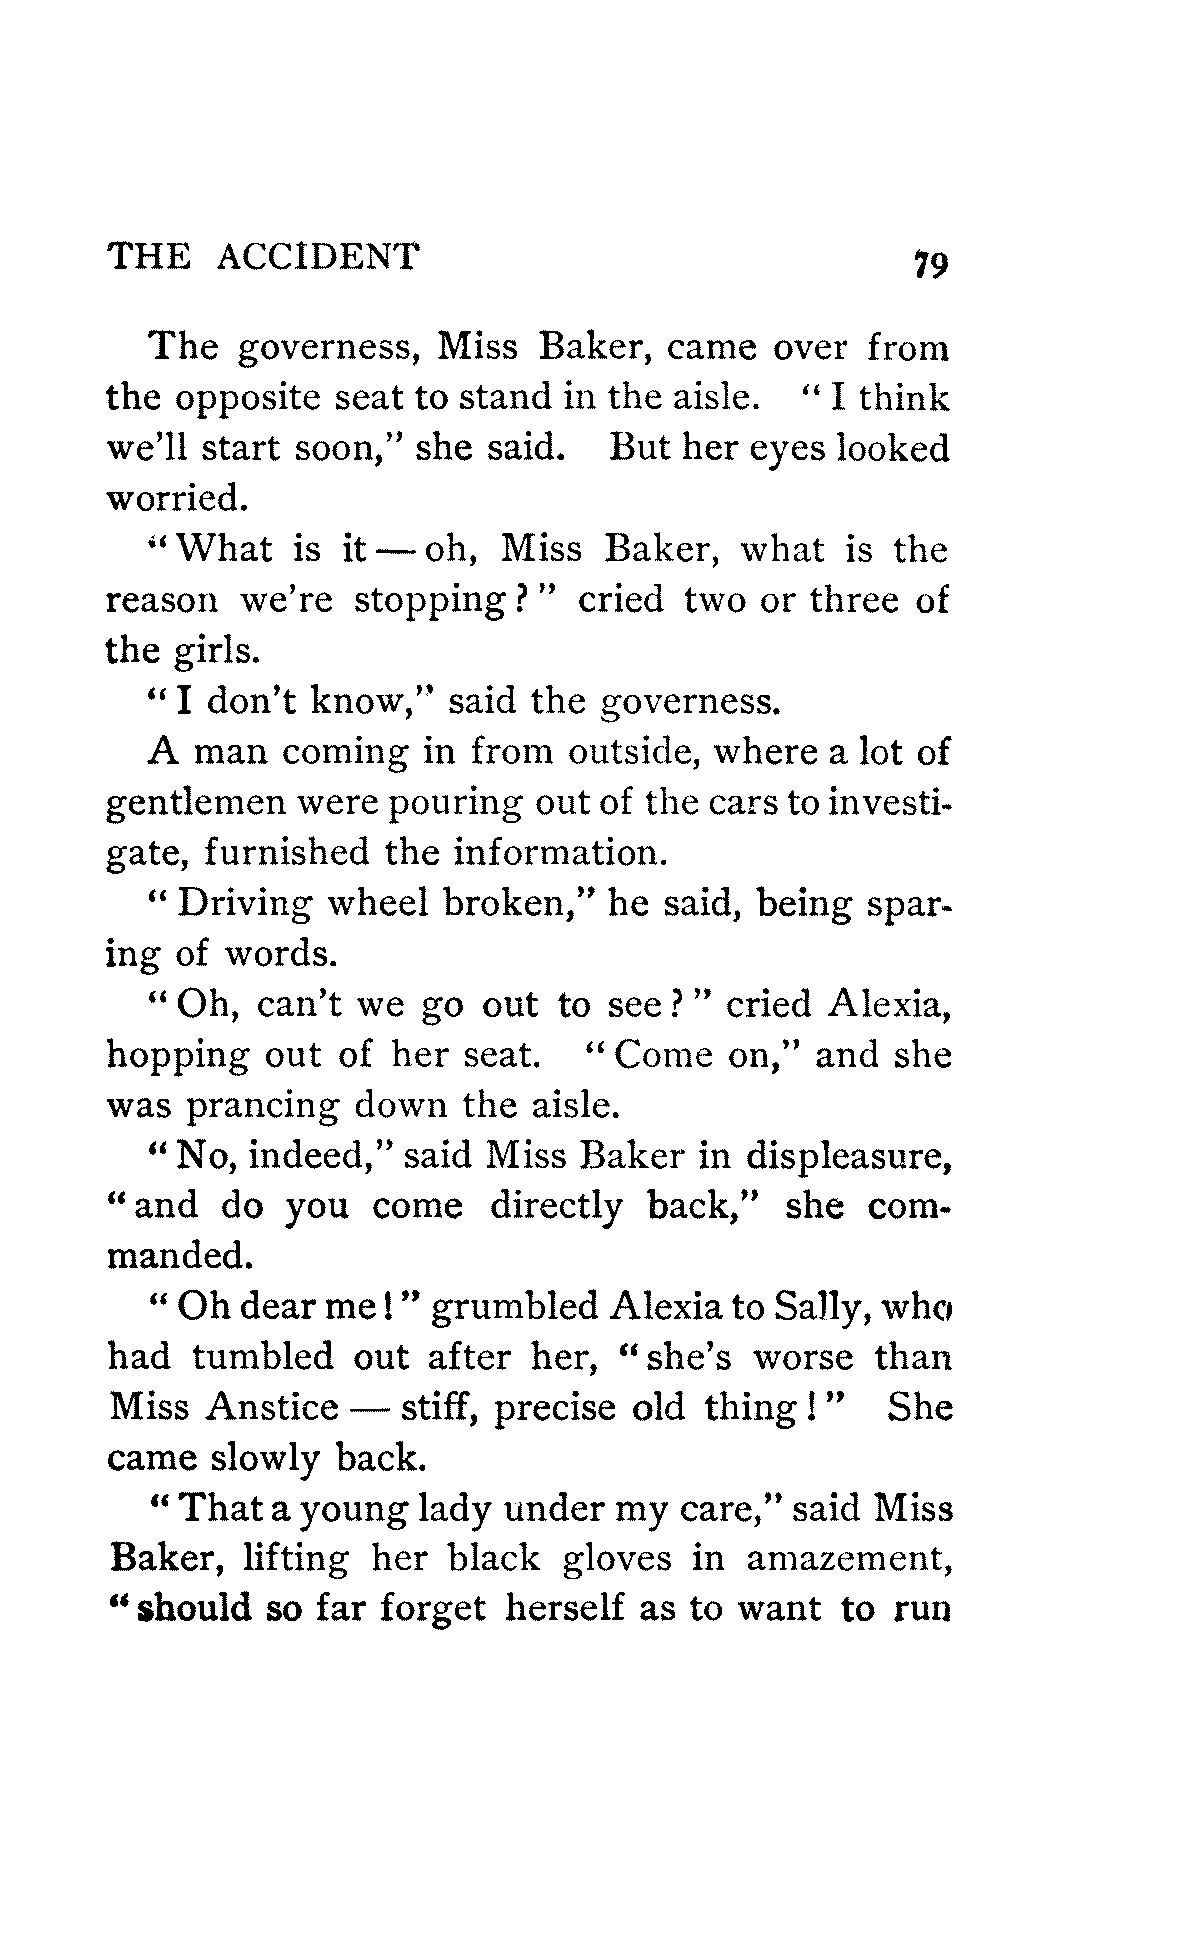 THE ACCIDENT 79
The governess, Miss Baker, came over from
the opposite seat to stand in the aisle. "I think
we'll start soon," she said. But her eyes looked
worried.
"What is it — oh, Miss Baker, what is the
reason we're stopping?" cried two or three of
the girls.
"I don't know," said the governess.
A man coming in from outside, where a lot of
gentlemen were pouring out of the cars to investi-
gate, furnished the information.
"Driving wheel broken," he said, being spar-
ing of words.
"Oh, can't we go out to see?" cried Alexia,
hopping out of her seat. "Come on," and she
was prancing down the aisle.
"No, indeed," said Miss Baker in displeasure,
"and do you come directly back," she com-
manded.
"Oh dear me!" grumbled Alexia to Sally, who
had tumbled out after her, "she's worse than
Miss Anstice — stiff, precise old thing!" She
came slowly back.
"That a young lady under my care," said Miss
Baker, lifting her black gloves in amazement,
"should so far forget herself as to want to run